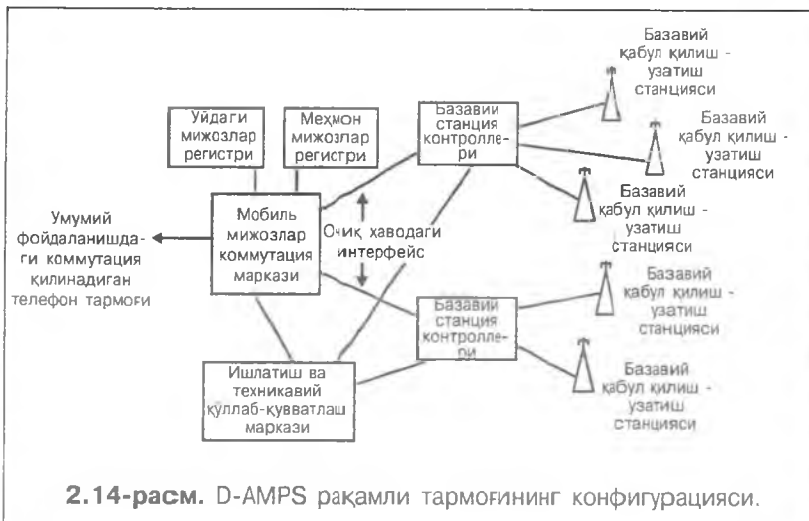 Базавий
қабул қилиш -
узатиш
станцияси
Уйдаги
мижозлар
регистри
Меҳмон
мижозлар
регистри
Базавии
станция
контролле-
ри
Базавий
қабул қилиш -
узатиш
станцияси
Умумий
фойдаланишда-
ги коммутация
қилинадиган
телефон тармоғи
Мобиль
мижозлар
коммутация
маркази
Очиқ хаводаги
интерфейс
Базавий
қабул қилиш -
узатиш
станцияси
Базавий
станция
контролле-
ри
Базавий
қабул қилиш -
узатиш
станцияси
Ишлатиш ва
техникавий
қўллаб-қувватлаш
маркази
Базавий
қабул қилиш -
узатиш
станцияси
2.14-расм. D-AMPS рақамли тармоғининг конфигурацияси.